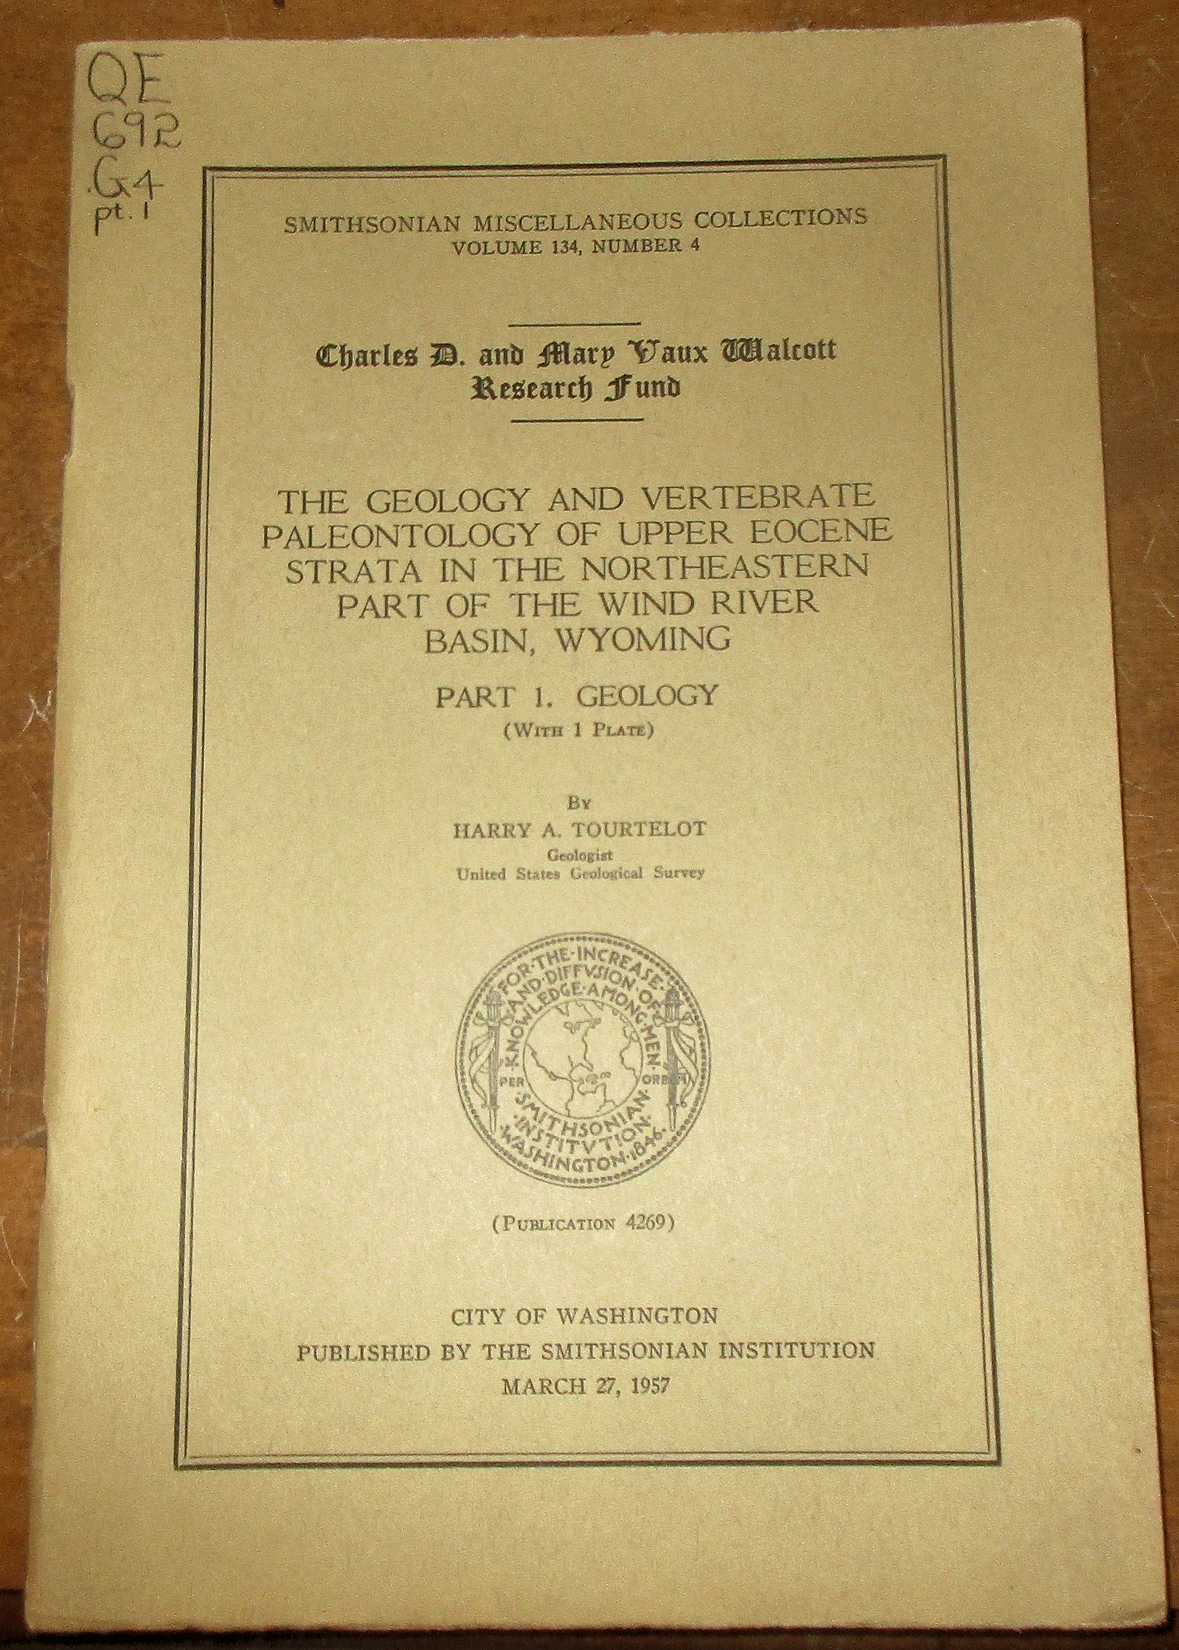 QE
692
.G4
pt. 1
SMITHSONIAN MISCELLANEOUS COLLECTIONS
VOLUME 134, NUMBER 4
Charles D. and Mary Vaux Walcott
Research Fund
THE GEOLOGY AND VERTEBRATE
PALEONTOLOGY OF UPPER EOCENE
STRATA IN THE NORTHEASTERN
PART OF THE WIND RIVER
BASIN, WYOMING
PART 1. GEOLOGY
(WITH 1 PLATE)
BY
HARRY A. TOURTELOT
Geologist
United States Geological Survey
FOR·THE·INCREASE·
AND·DIFFVSION·OF
KNOWLEDGE·AMONG·MEN
PER ORBEM
·SMITHSONIAN·
·INSTITVTION·
·WASHINGTON·1846·
(PUBLICATION 4269)
CITY OF WASHINGTON
PUBLISHED BY THE SMITHSONIAN INSTITUTION
MARCH 27, 1957